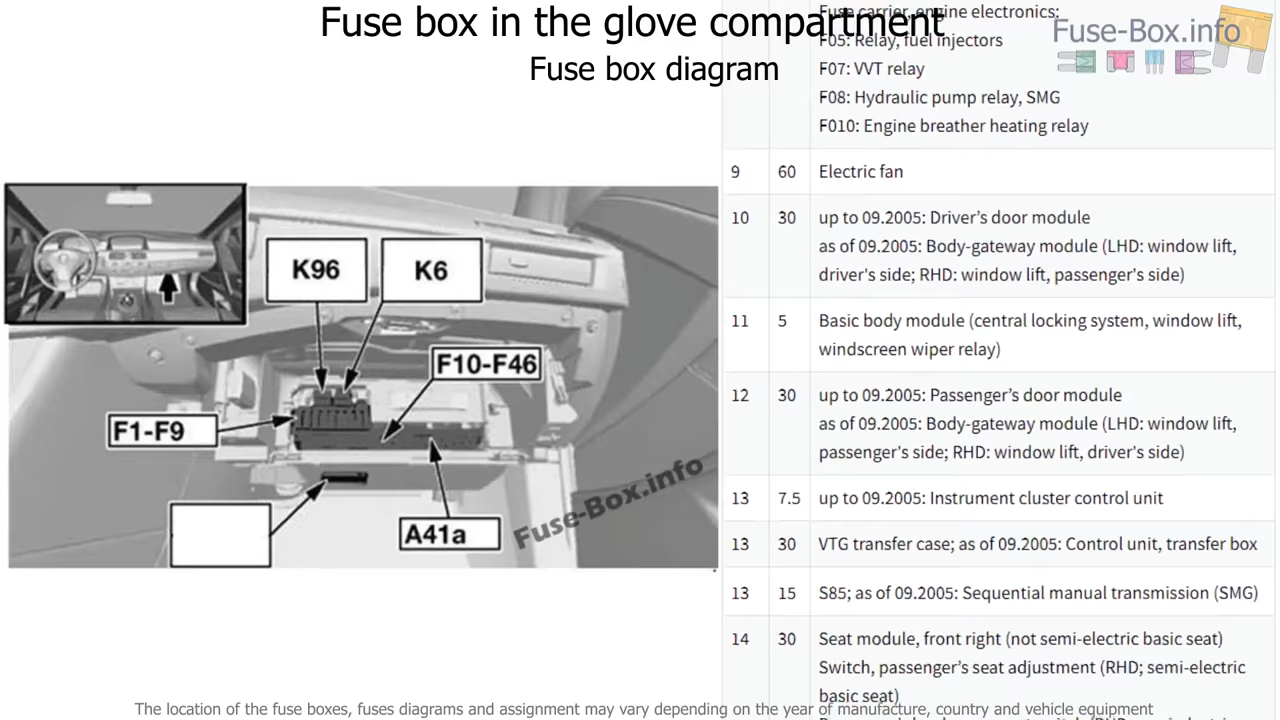 Fuse box in the glove compartment
Fuse box diagram
Fuse-Box.info
Fuse carrier, engine electronics:
F05: Relay, fuel injectors
F07: VVT relay
F08: Hydraulic pump relay, SMG
F010: Engine breather heating relay
9 60 Electric fan
10 30 up to 09.2005: Driver's door module
as of 09.2005: Body-gateway module (LHD: window lift,
driver's side; RHD: window lift, passenger's side)
11 5 Basic body module (central locking system, window lift,
windscreen wiper relay)
12 30 up to 09.2005: Passenger's door module
as of 09.2005: Body-gateway module (LHD: window lift,
passenger's side; RHD: window lift, driver's side)
13 7.5 up to 09.2005: Instrument cluster control unit
13 30 VTG transfer case; as of 09.2005: Control unit, transfer box
13 15 S85; as of 09.2005: Sequential manual transmission (SMG)
14 30 Seat module, front right (not semi-electric basic seat)
Switch, passenger's seat adjustment (RHD; semi-electric
basic seat)
K96
K6
F10-F46
F1-F9
A41a
Fuse-Box.info
The location of the fuse boxes, fuses diagrams and assignment may vary depending on the year of manufacture, country and vehicle equipment